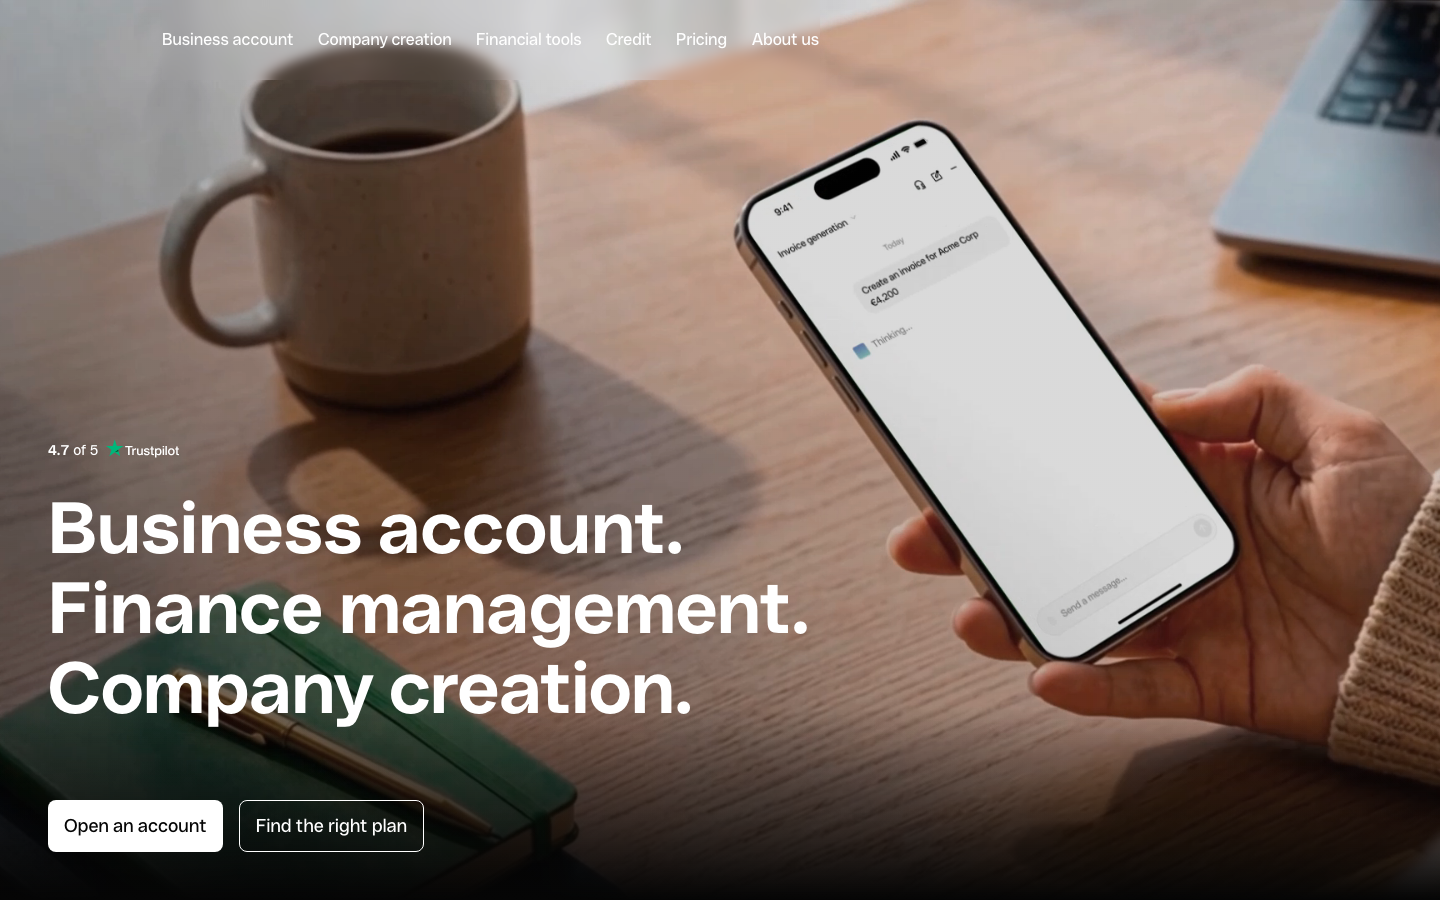 Business account Company creation Financial tools Credit Pricing About us
9:41
Invoice generation
Today
Create an invoice for Acme Corp
€4,200
Thinking...
Send a message...
4.7 of 5 Trustpilot
Business account.
Finance management.
Company creation.
Open an account Find the right plan